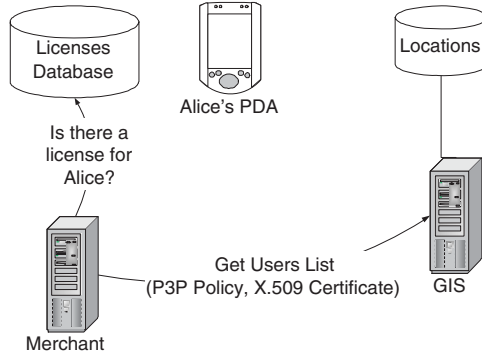 Licenses
Database
Locations
Alice's PDA
Is there a
license for
Alice?
Get Users List
(P3P Policy, X.509 Certificate)
GIS
Merchant